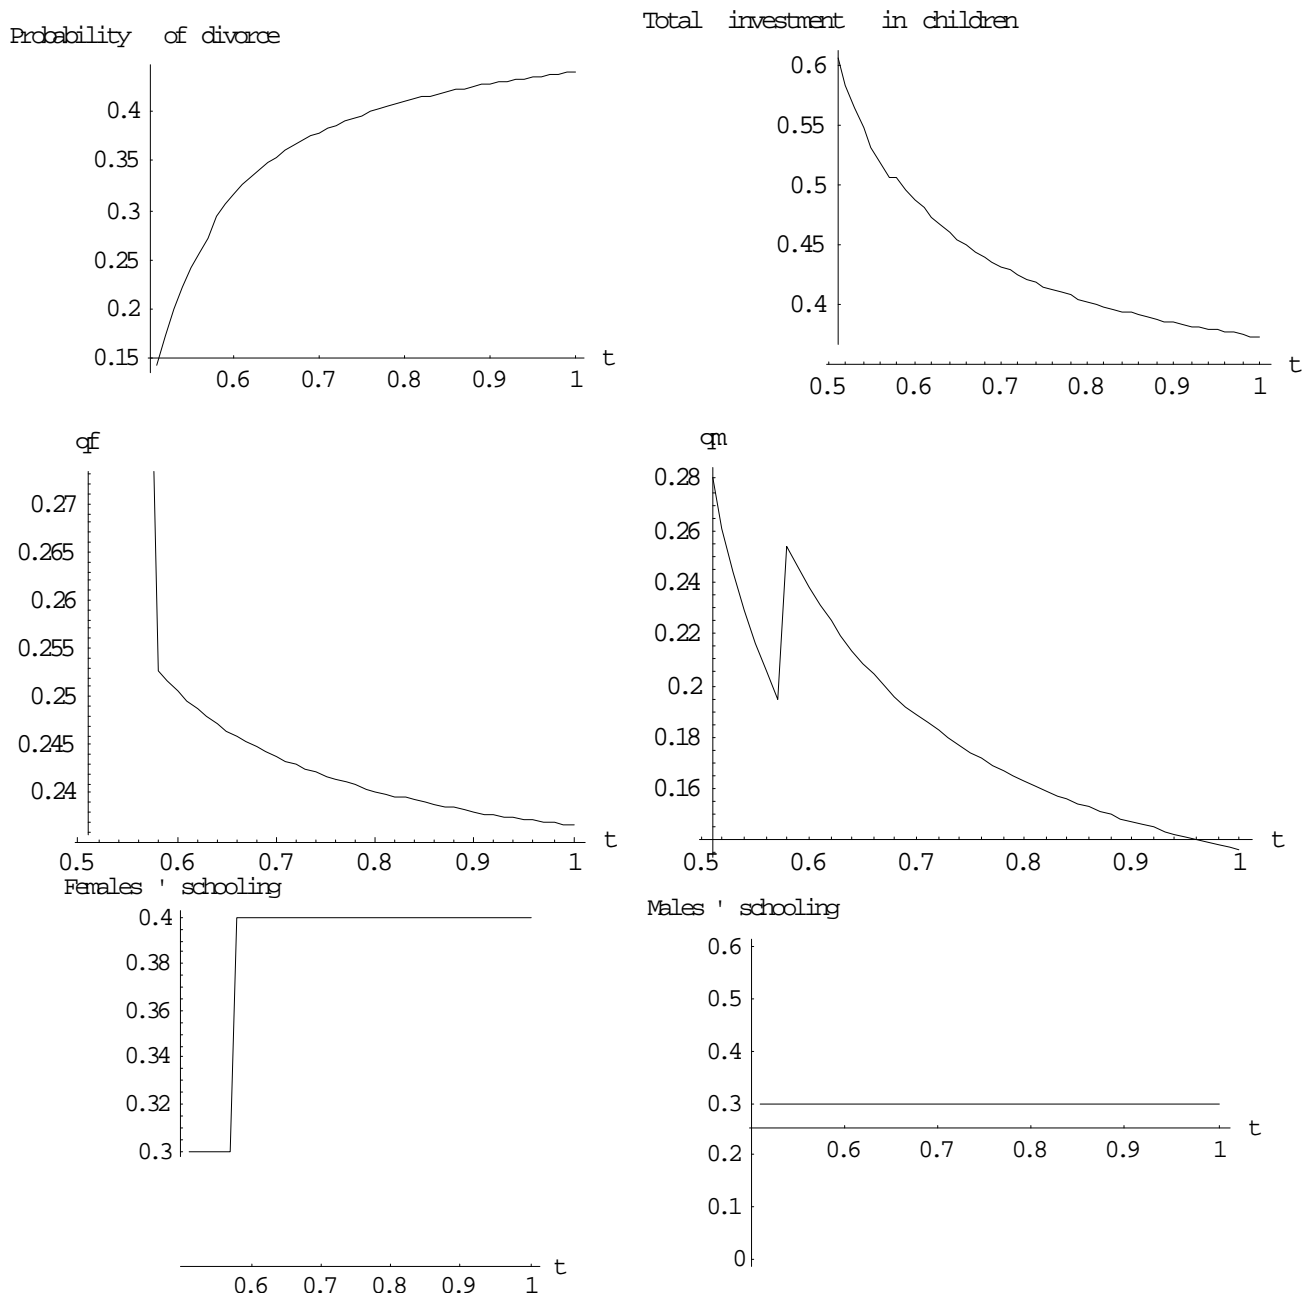 Probability of divorce
0.4
0.35
0.3
0.25
0.2
0.15
0.6 0.7 0.8 0.9 1
t
Total investment in children
0.6
0.55
0.5
0.45
0.4
0.5 0.6 0.7 0.8 0.9 1
t
qf
0.27
0.265
0.26
0.255
0.25
0.245
0.24
0.5 0.6 0.7 0.8 0.9 1
t
qm
0.28
0.26
0.24
0.22
0.2
0.18
0.16
0.5 0.6 0.7 0.8 0.9 1
t
Females ' schooling
0.4
0.38
0.36
0.34
0.32
0.3
0.6 0.7 0.8 0.9 1
t
Males ' schooling
0.6
0.5
0.4
0.3
0.2
0.1
0
0.6 0.7 0.8 0.9 1
t